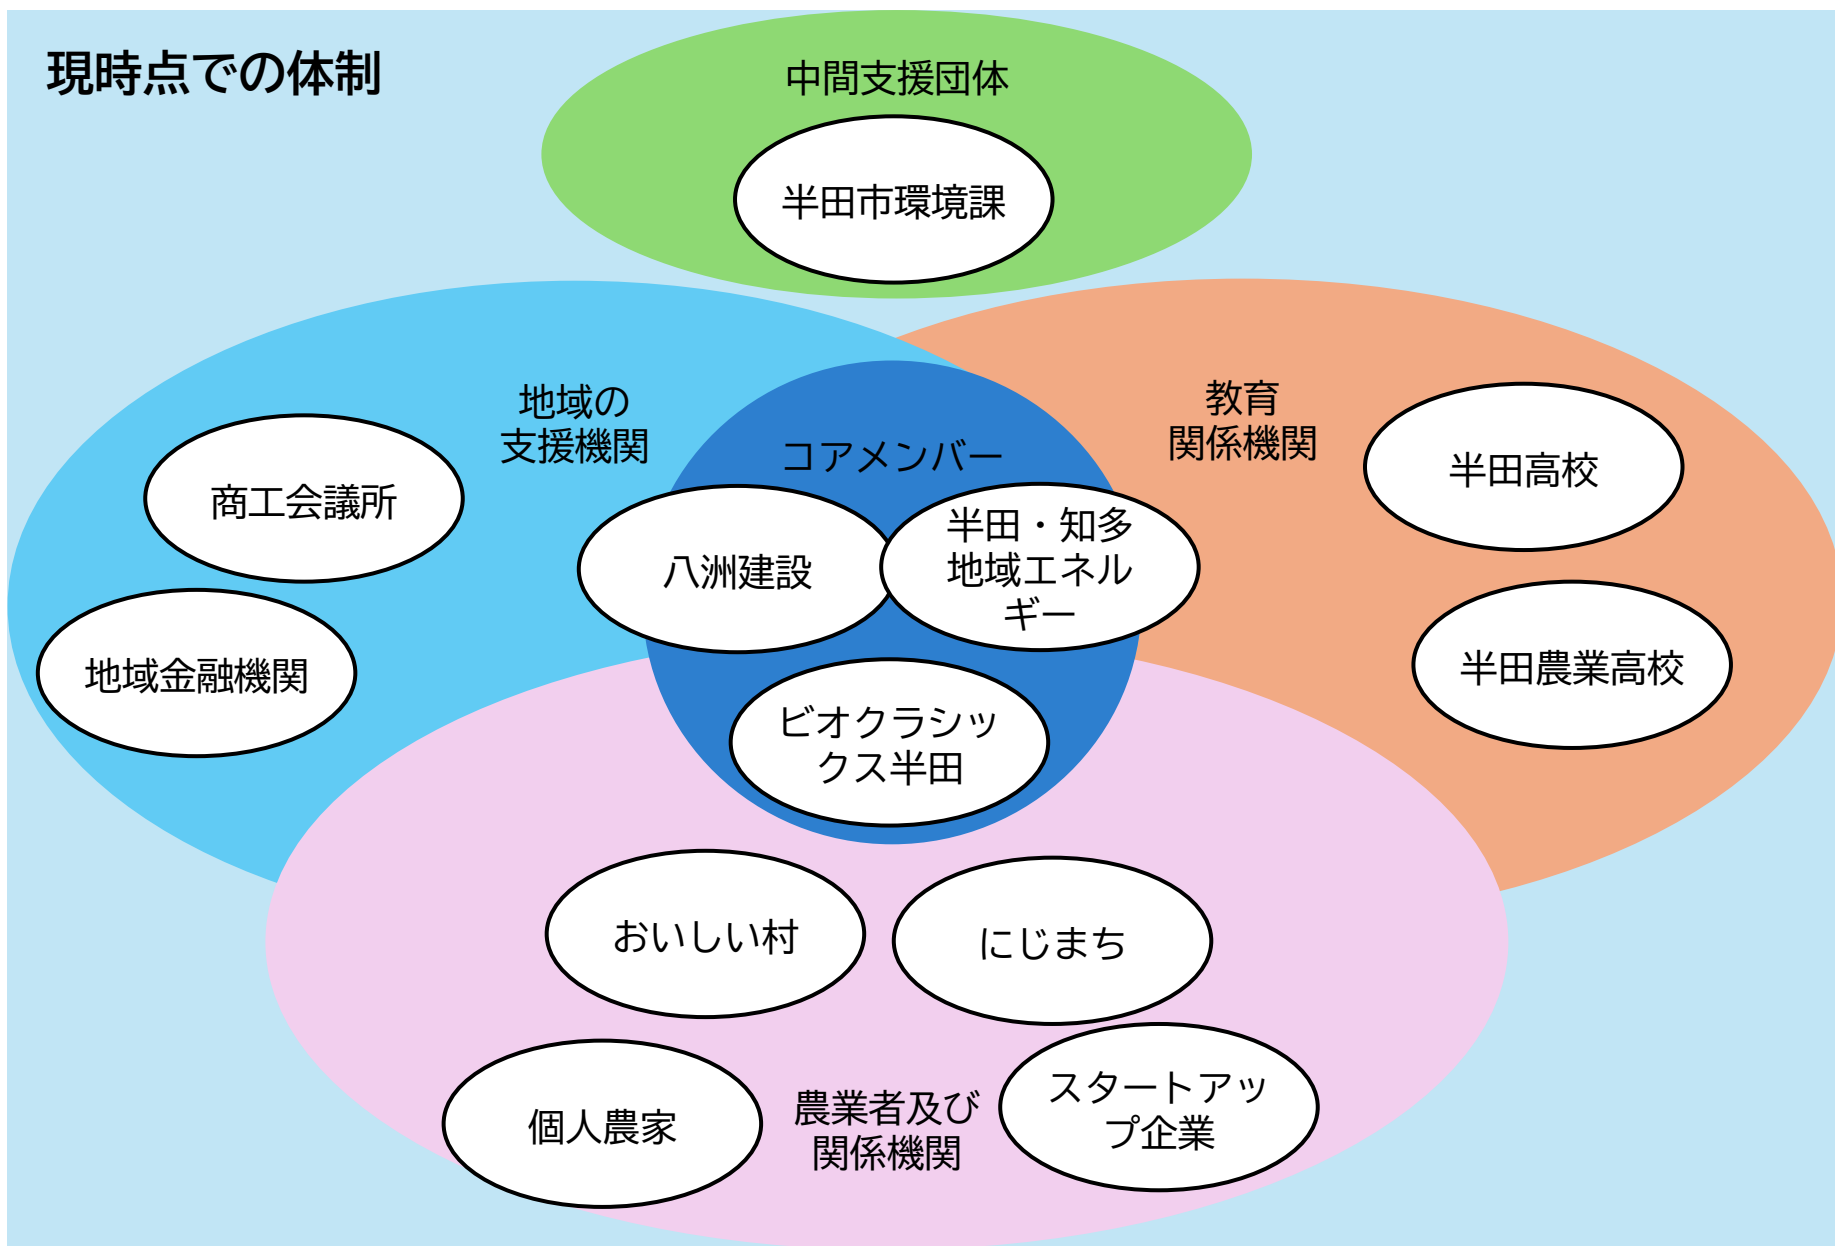 現時点での体制
中間支援団体
半田市環境課
地域の
支援機関
商工会議所
地域金融機関
コアメンバー
八洲建設
半田・知多
地域エネル
ギー
ビオクラシッ
クス半田
教育
関係機関
半田高校
半田農業高校
おいしい村
にじまち
個人農家
農業者及び
関係機関
スタートアッ
プ企業